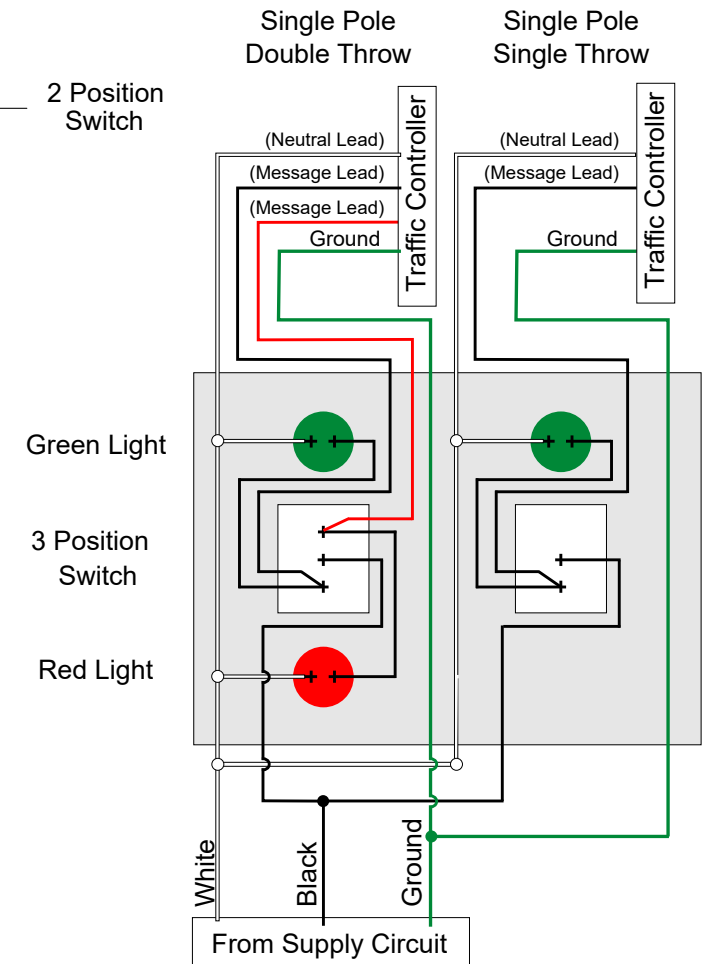 Single Pole
Double Throw
Single Pole
Single Throw
2 Position
Switch
(Neutral Lead)
(Message Lead)
(Message Lead)
Ground
Traffic Controller
(Neutral Lead)
(Message Lead)
Ground
Traffic Controller
Green Light
3 Position
Switch
Red Light
White
Black
Ground
From Supply Circuit